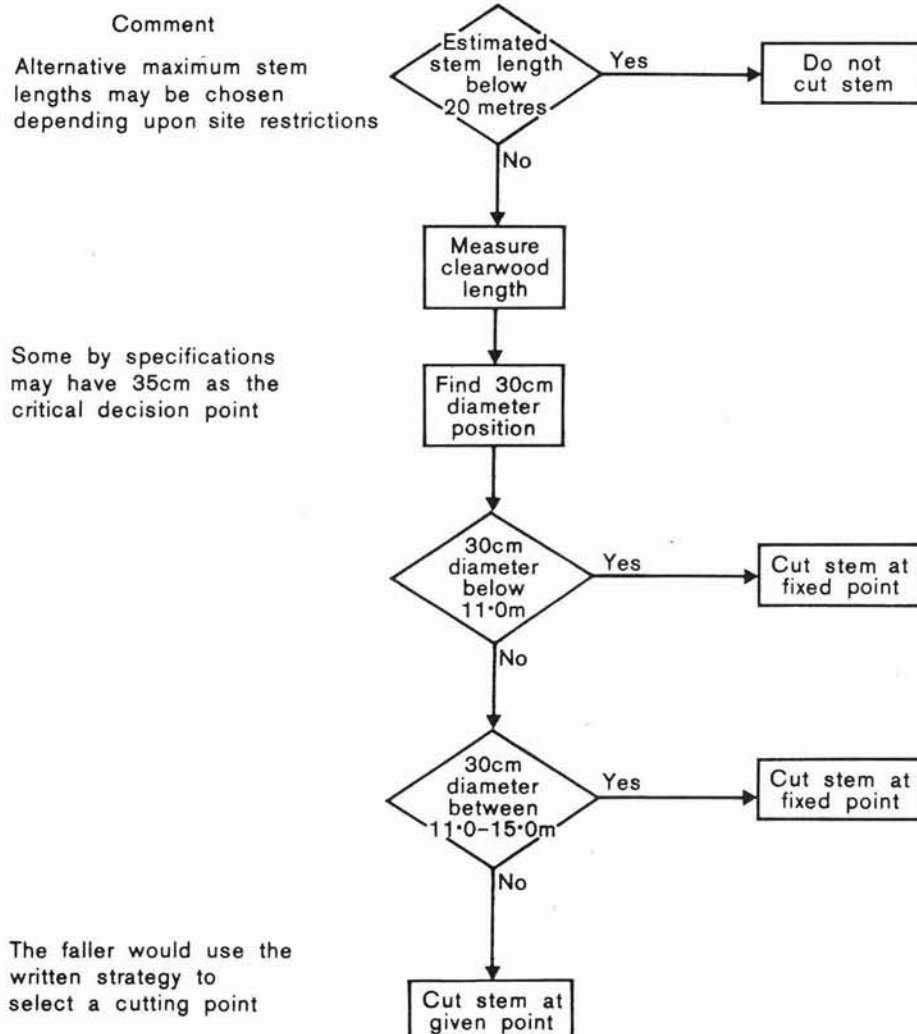 Comment
Alternative maximum stem
lengths may be chosen
depending upon site restrictions
Estimated
stem length
below
20 metres
Yes
Do not
cut stem
No
Measure
clearwood
length
Some by specifications
may have 35cm as the
critical decision point
Find 30cm
diameter
position
30cm
diameter
below
11·0m
Yes
Cut stem at
fixed point
No
30cm
diameter
between
11·0-15·0m
Yes
Cut stem at
fixed point
No
The faller would use the
written strategy to
select a cutting point
Cut stem at
given point